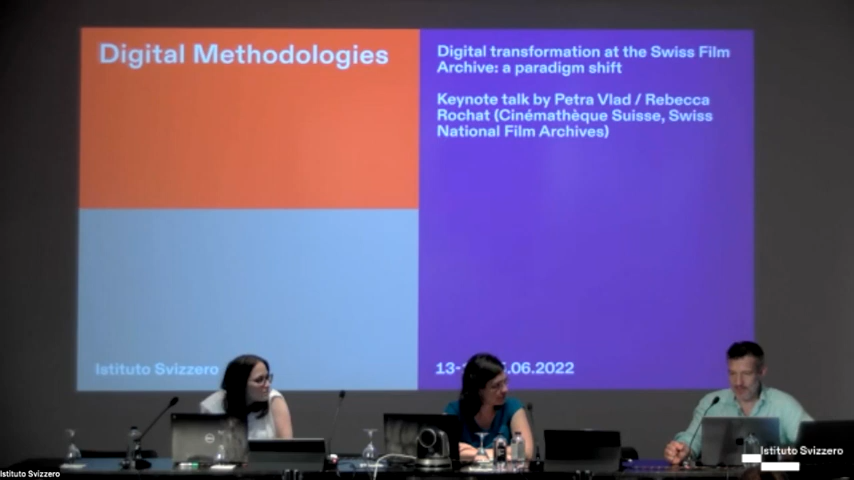 Digital Methodologies
Digital transformation at the Swiss Film
Archive: a paradigm shift
Keynote talk by Petra Vlad / Rebecca
Rochat (Cinémathèque Suisse, Swiss
National Film Archives)
Istituto Svizzero
.06.2022
Istituto Svizzero
Istituto Svizzero